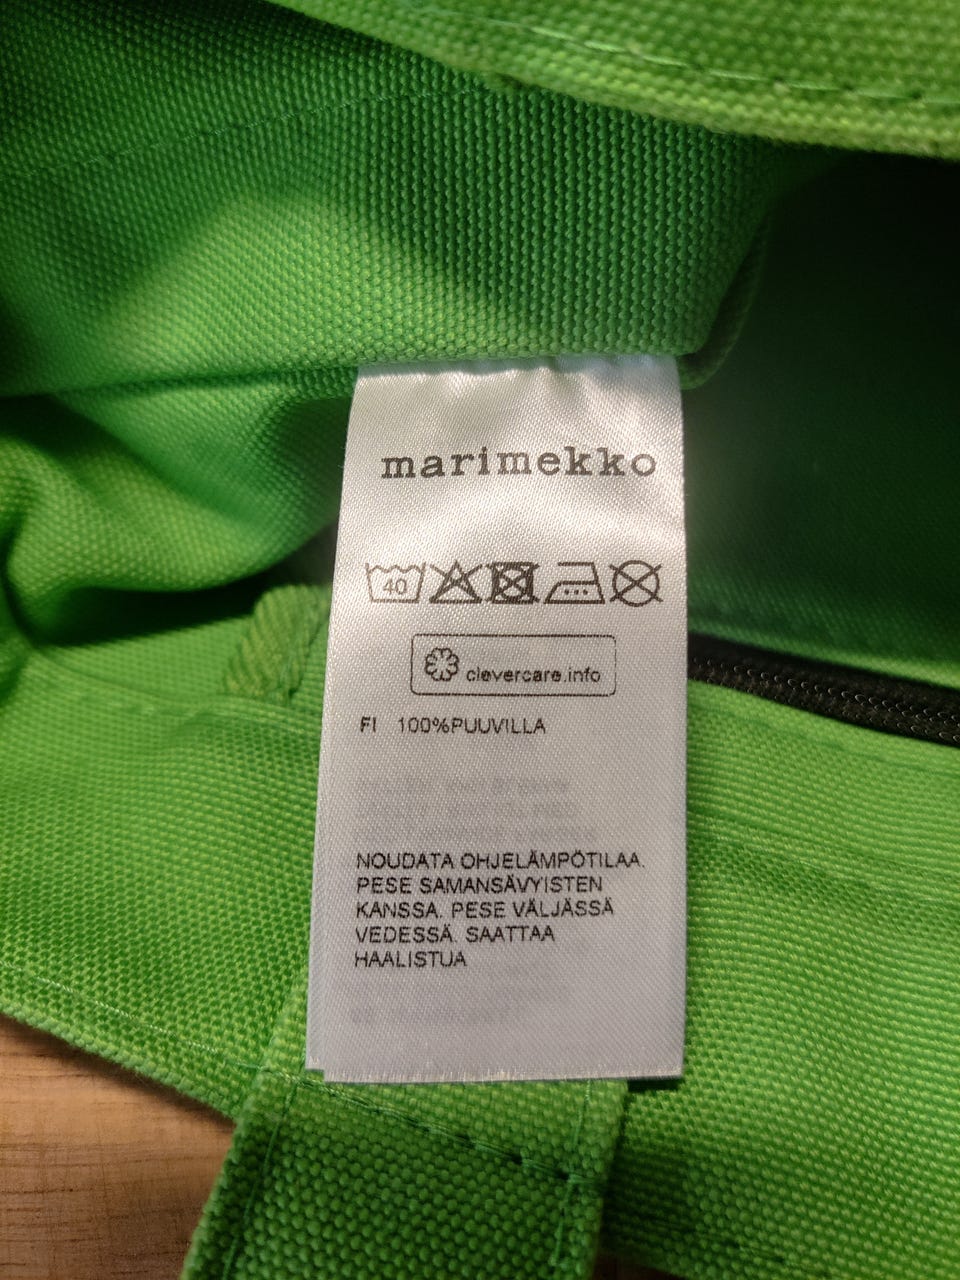 marimekko
40
clevercare.info
FI 100%PUUVILLA
NOUDATA OHJELÄMPÖTILAA.
PESE SAMANSÄVYISTEN
KANSSA. PESE VÄLJÄSSÄ
VEDESSÄ. SAATTAA
HAALISTUA